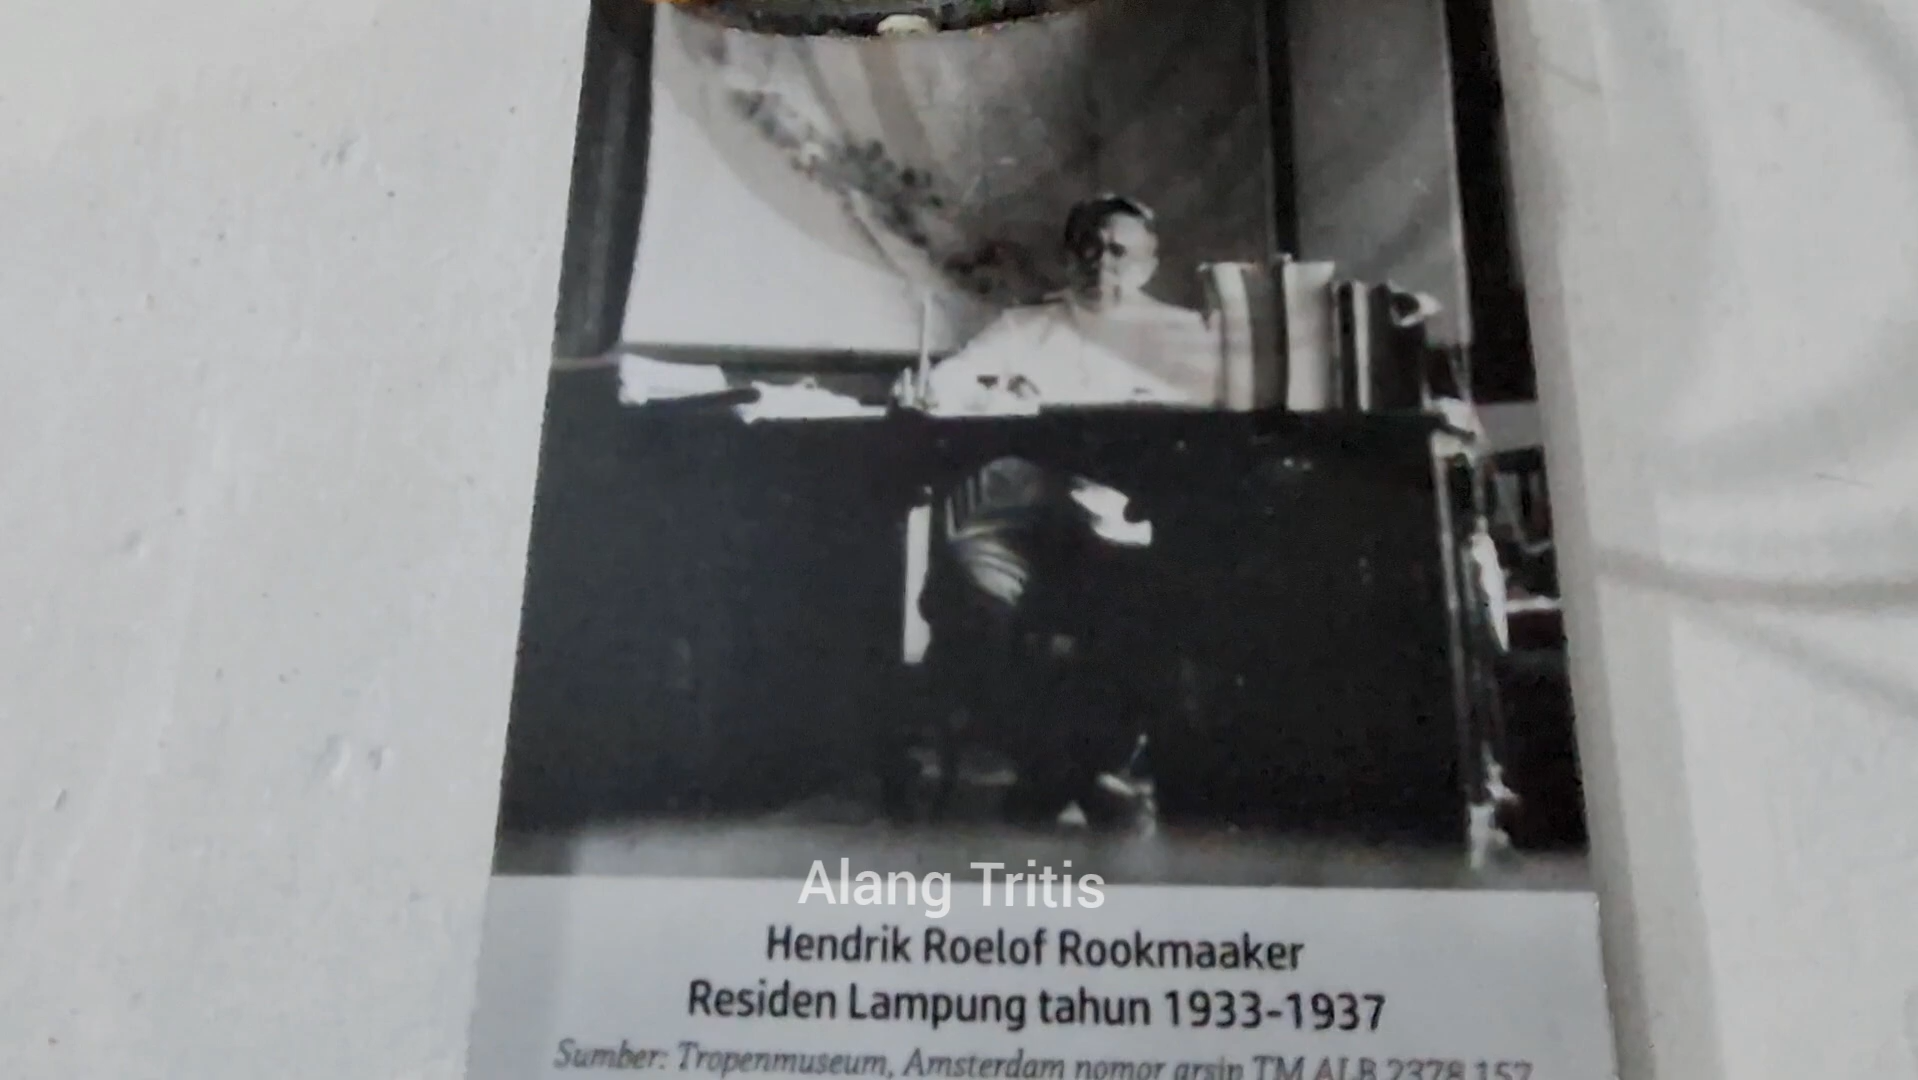 Alang Tritis
Hendrik Roelof Rookmaaker
Residen Lampung tahun 1933-1937
Sumber: Tropenmuseum, Amsterdam nomor arsip TM ALB 2378 157